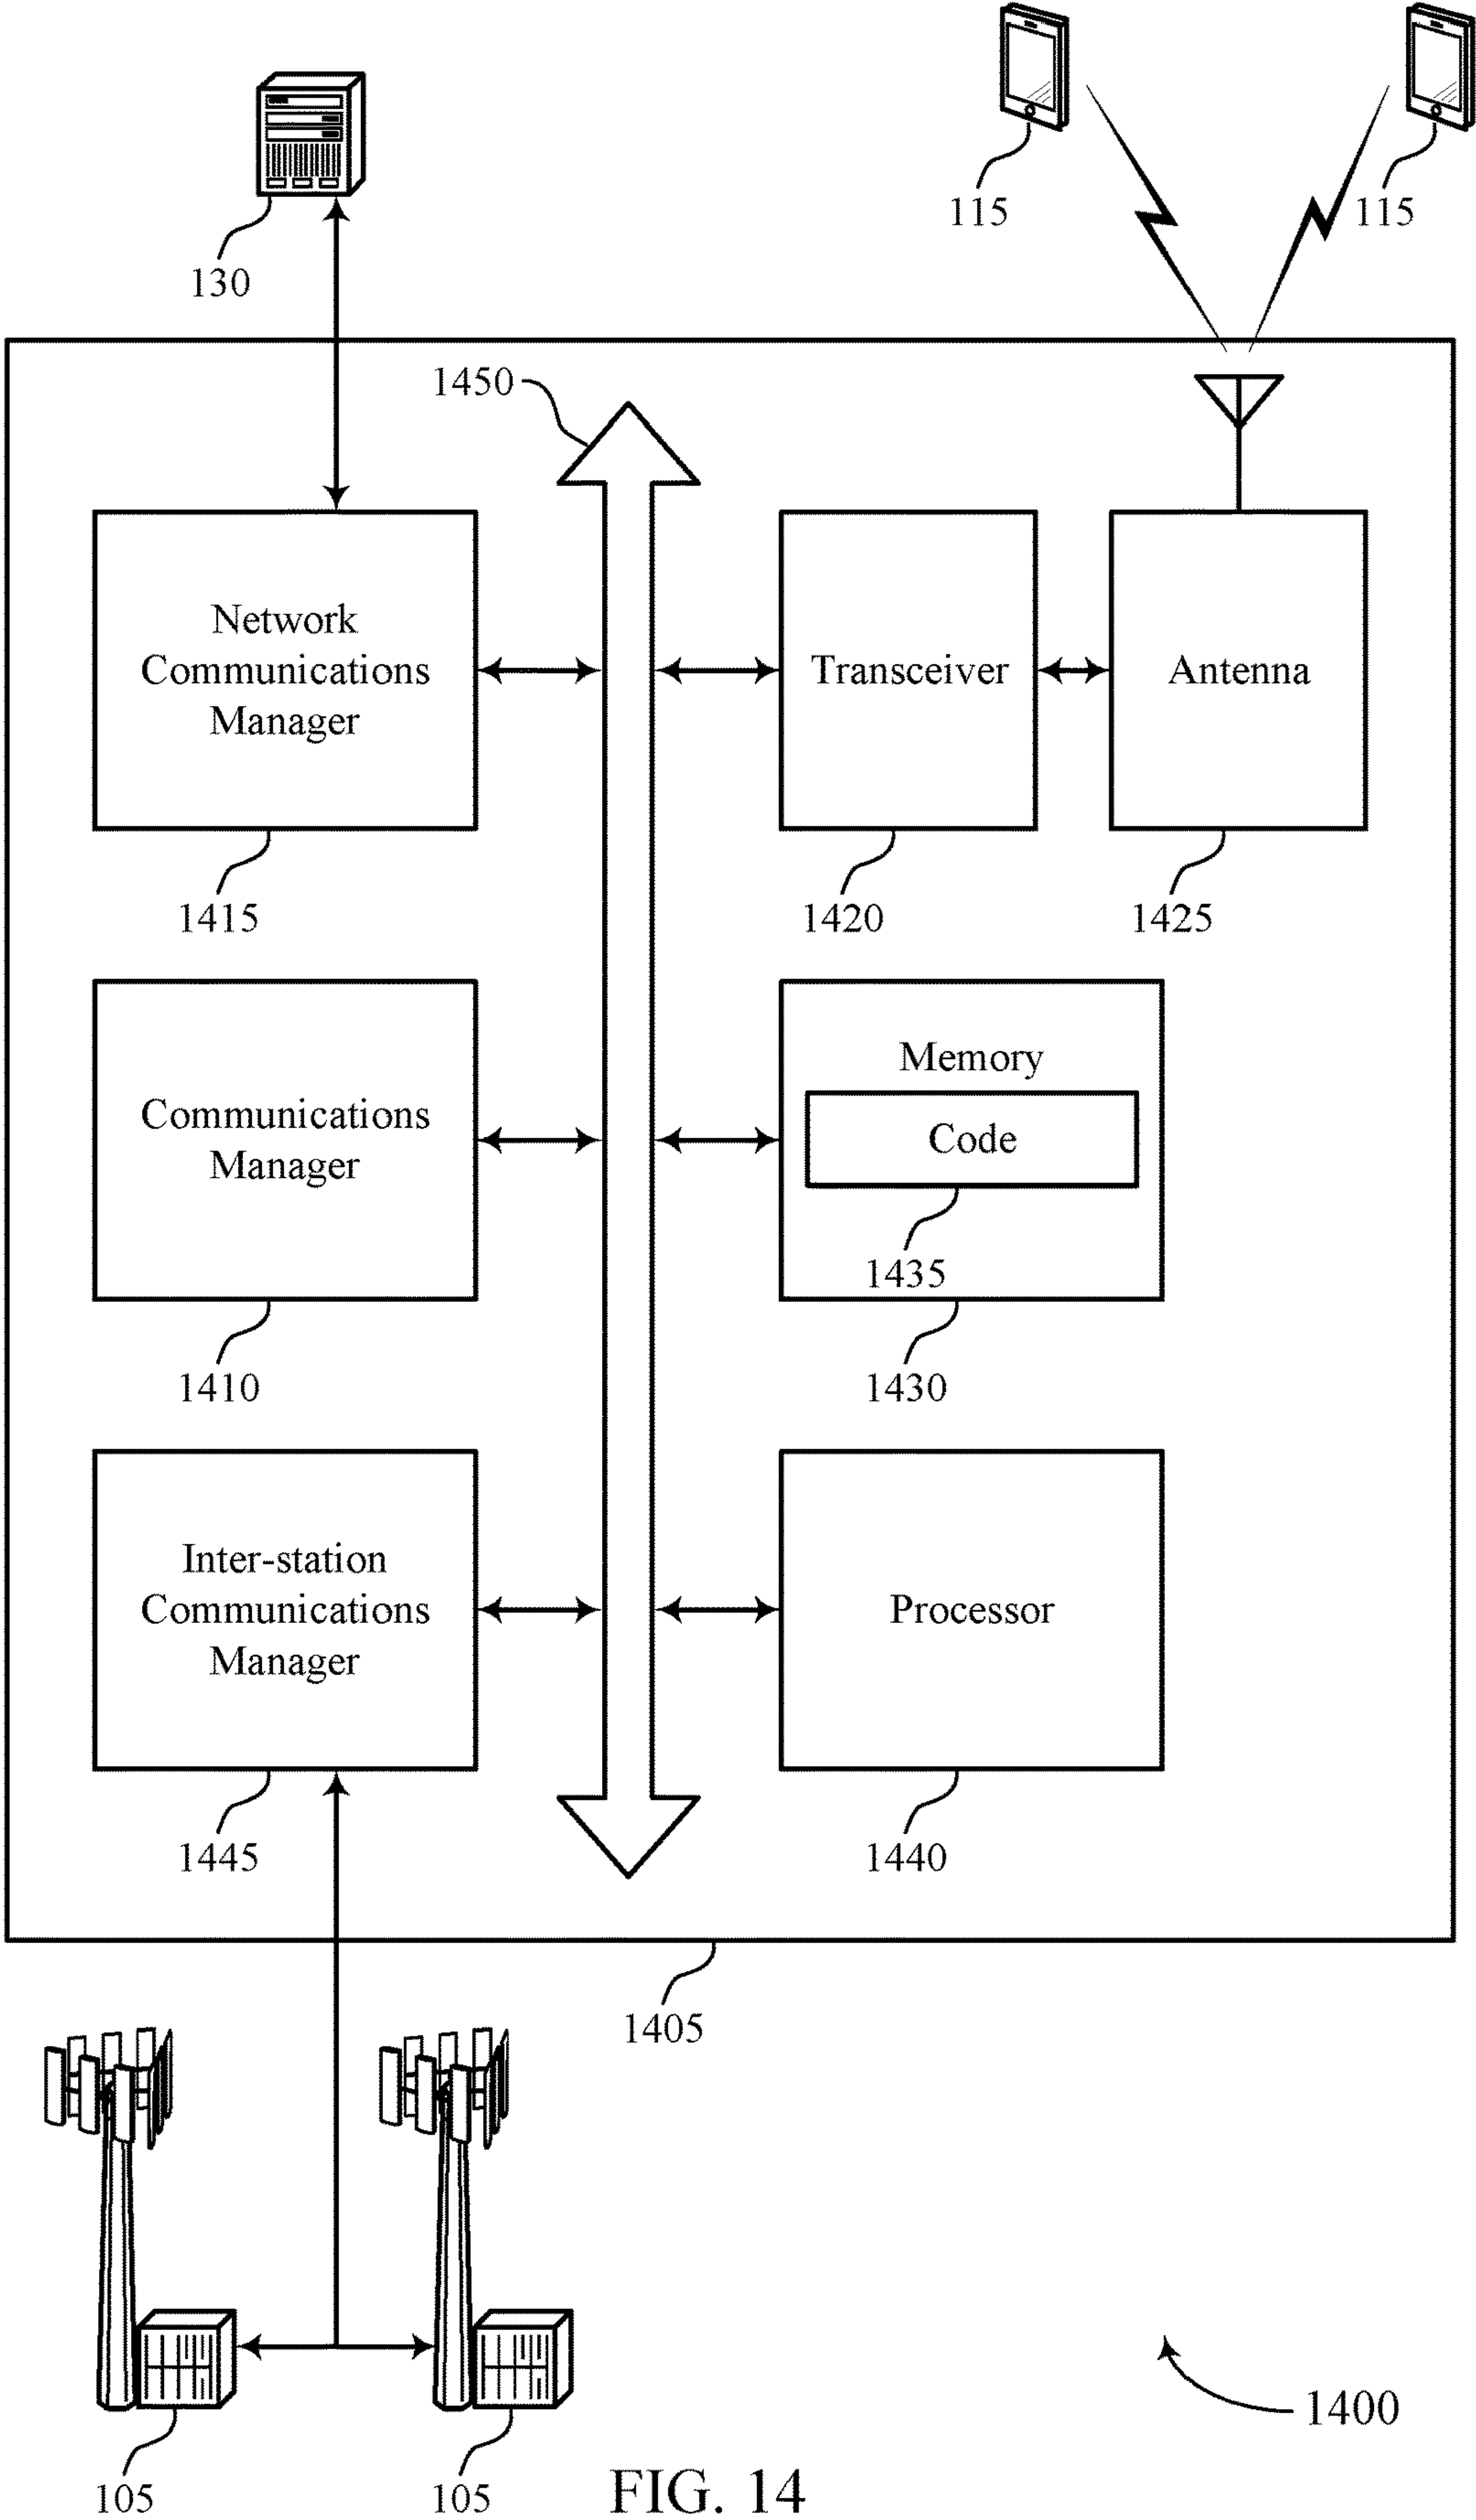 115
115
130
1450
Network
Communications
Manager
Transceiver
Antenna
1415
1420
1425
Communications
Manager
Memory
Code
1435
1410
1430
Inter-station
Communications
Manager
Processor
1445
1440
1405
1400
105
105
FIG. 14